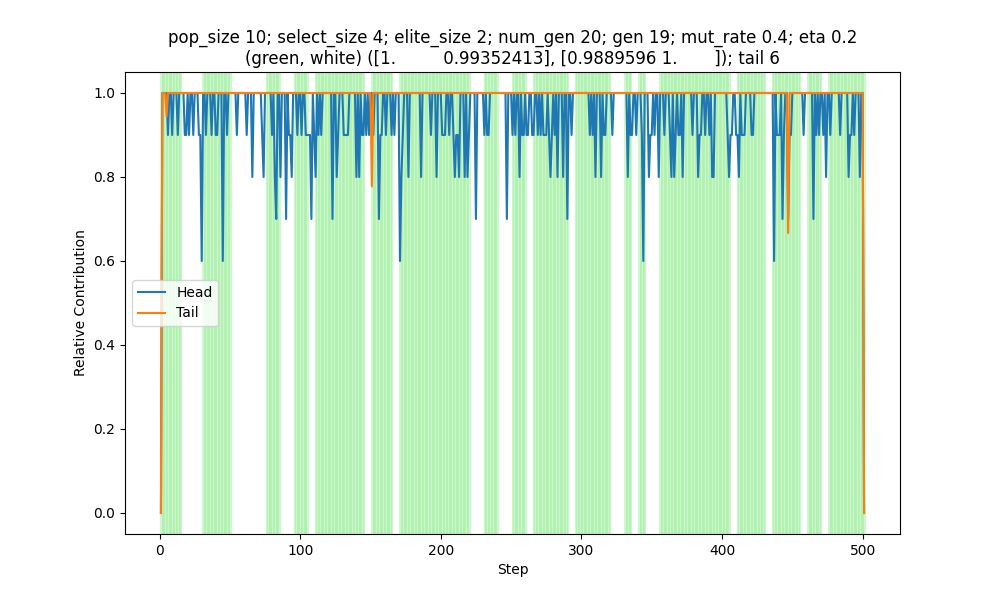 pop_size 10; select_size 4; elite_size 2; num_gen 20; gen 19; mut_rate 0.4; eta 0.2
(green, white) ([1. 0.99352413], [0.9889596 1. ]); tail 6
1.0
0.8
0.6
0.4
0.2
0.0
Relative Contribution
Head
Tail
0 100 200 300 400 500
Step